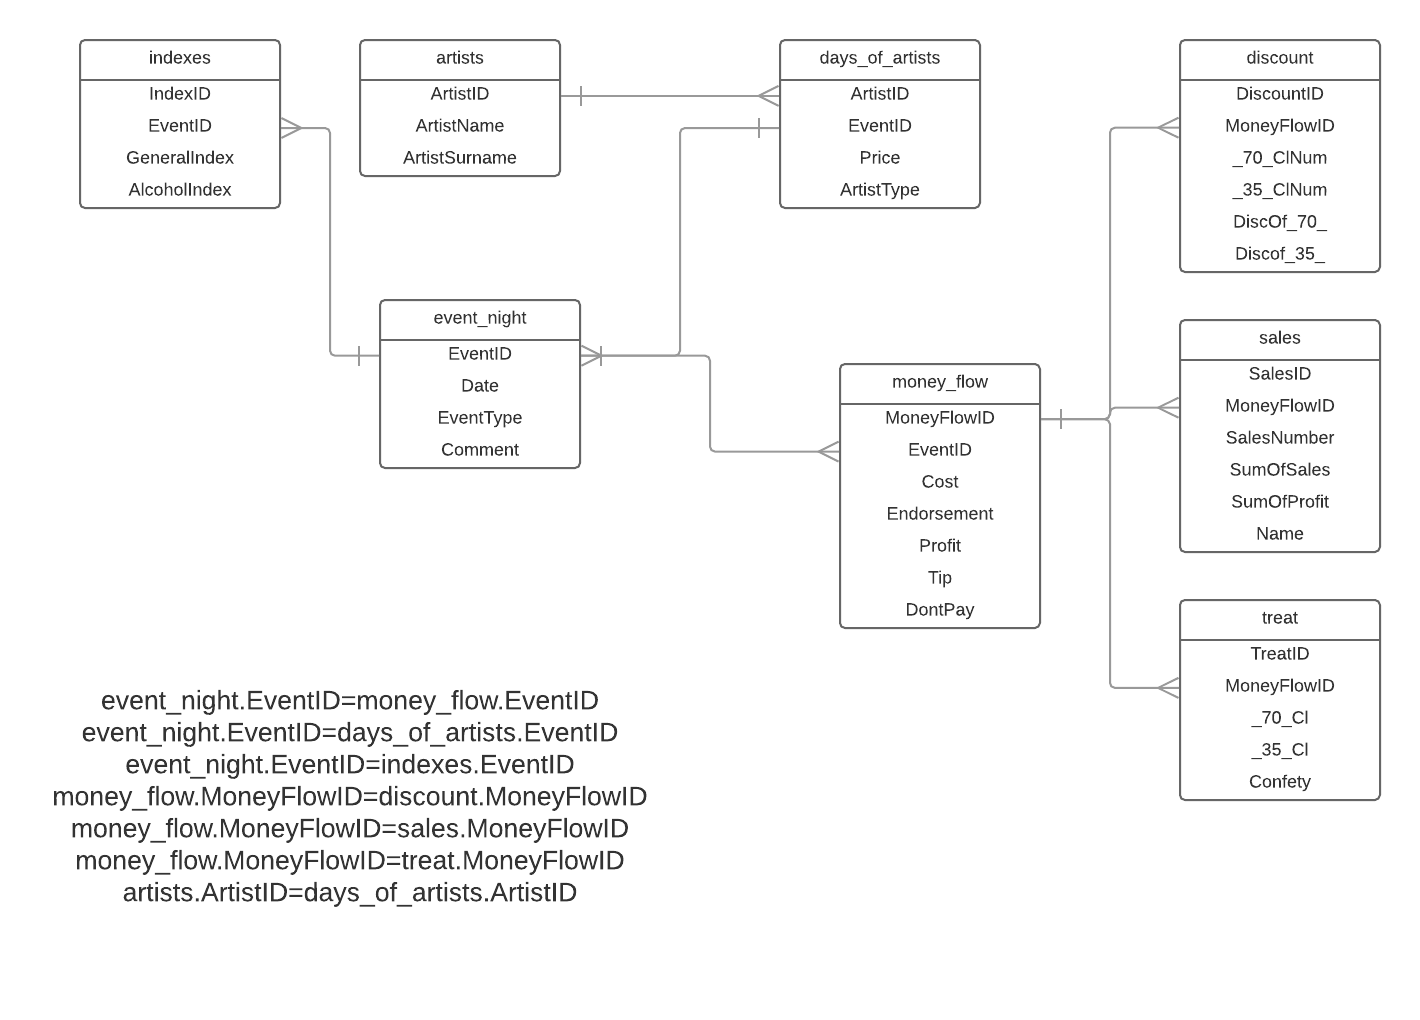 indexes
IndexID
EventID
GeneralIndex
AlcoholIndex
artists
ArtistID
ArtistName
ArtistSurname
days_of_artists
ArtistID
EventID
Price
ArtistType
discount
DiscountID
MoneyFlowID
_70_ClNum
_35_ClNum
DiscOf_70_
Discof_35_
event_night
EventID
Date
EventType
Comment
money_flow
MoneyFlowID
EventID
Cost
Endorsement
Profit
Tip
DontPay
sales
SalesID
MoneyFlowID
SalesNumber
SumOfSales
SumOfProfit
Name
treat
TreatID
MoneyFlowID
_70_Cl
_35_Cl
Confety
event_night.EventID=money_flow.EventID
event_night.EventID=days_of_artists.EventID
event_night.EventID=indexes.EventID
money_flow.MoneyFlowID=discount.MoneyFlowID
money_flow.MoneyFlowID=sales.MoneyFlowID
money_flow.MoneyFlowID=treat.MoneyFlowID
artists.ArtistID=days_of_artists.ArtistID